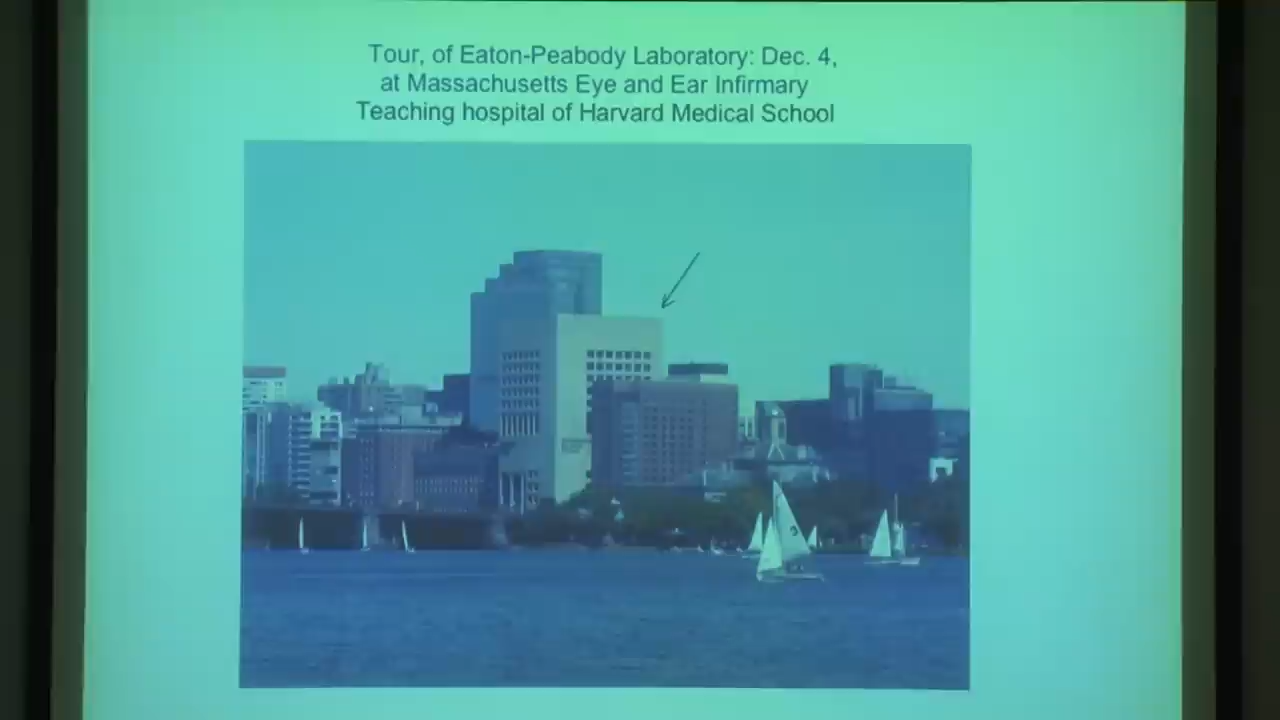 Tour, of Eaton-Peabody Laboratory: Dec. 4,
at Massachusetts Eye and Ear Infirmary
Teaching hospital of Harvard Medical School